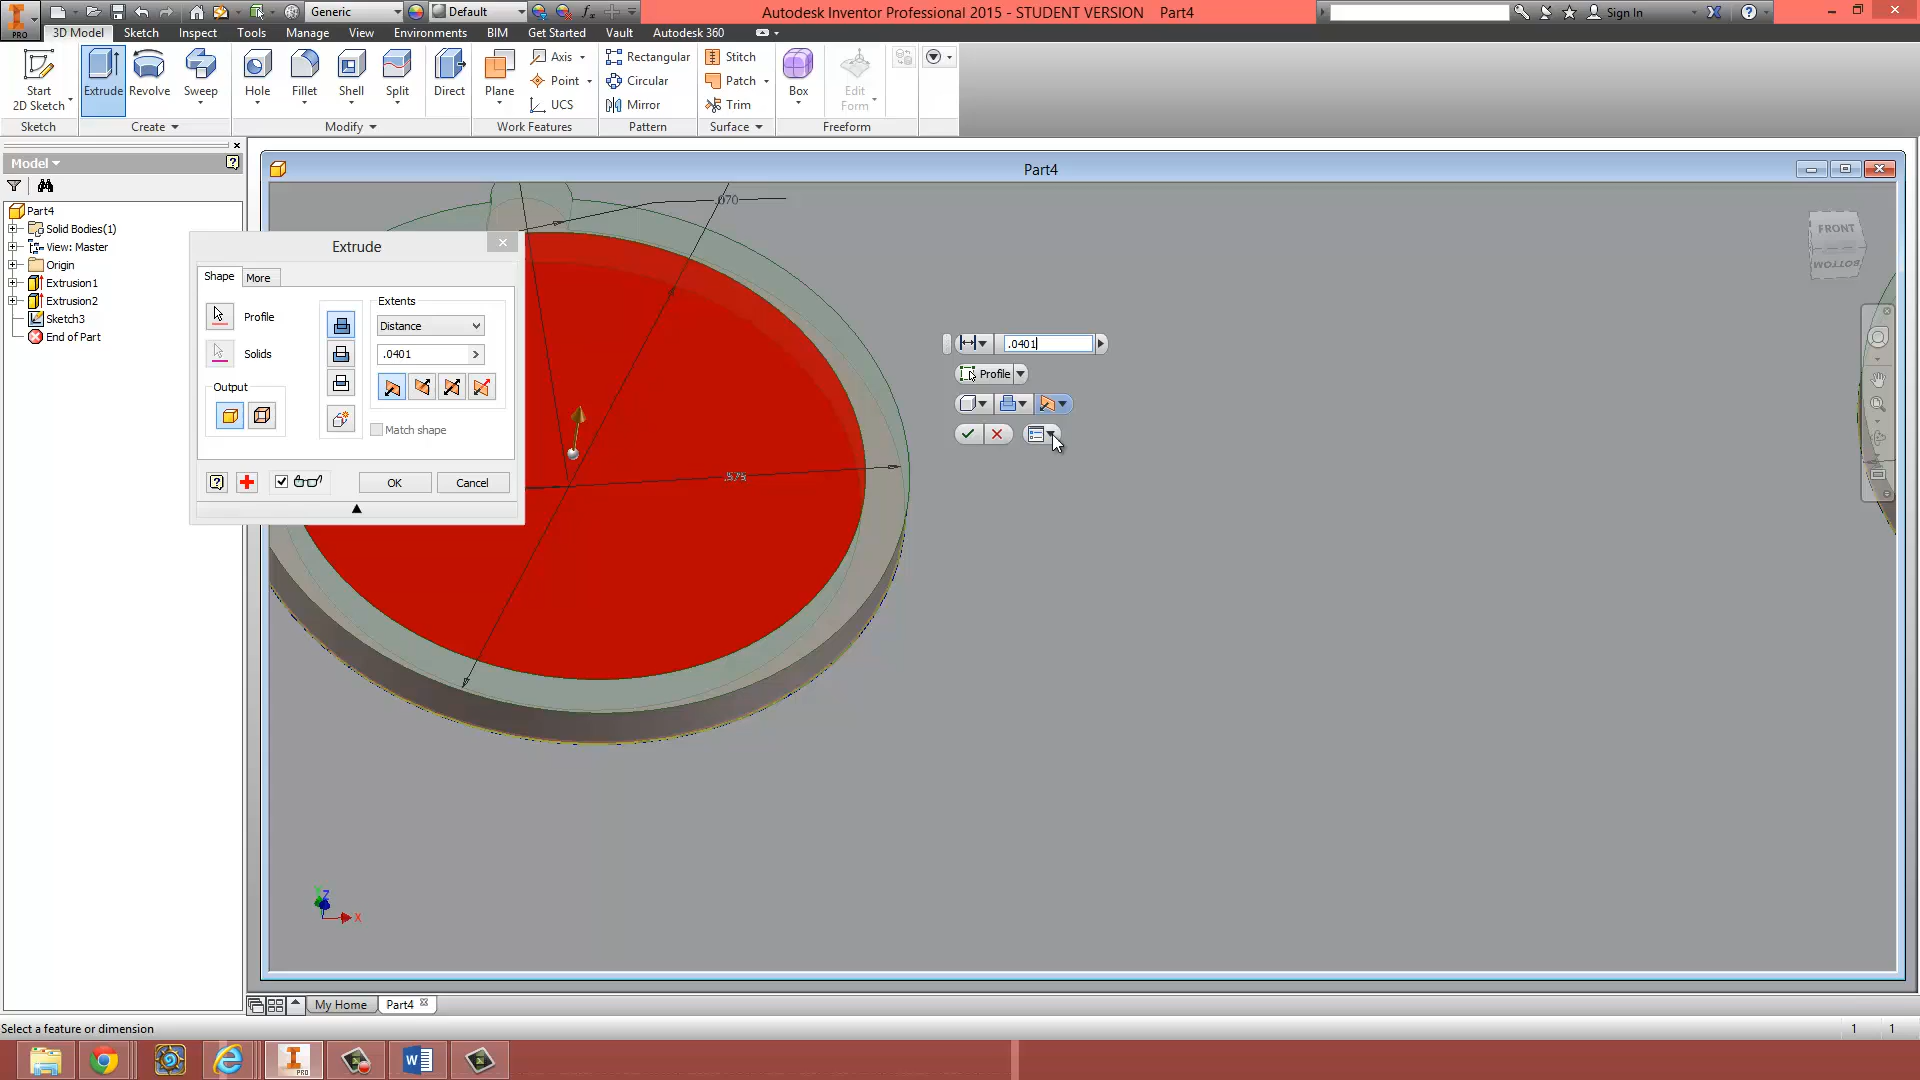 Generic
Default
Autodesk Inventor Professional 2015 - STUDENT VERSION Part4
Sign In
PRO
3D Model Sketch Inspect Tools Manage View Environments BIM Get Started Vault Autodesk 360
Start
2D Sketch
Extrude
Revolve
Sweep
Hole
Fillet
Shell
Split
Direct
Plane
Axis
Point
UCS
Rectangular
Circular
Mirror
Stitch
Patch
Trim
Box
Edit
Form
Sketch
Create
Modify
Work Features
Pattern
Surface
Freeform
Model
Part4
Solid Bodies(1)
View: Master
Origin
Extrusion1
Extrusion2
Sketch3
End of Part
Part4
.070
FRONT
BOTTOM
Extrude
Shape
More
Profile
Solids
Output
Extents
Distance
.0401
Match shape
OK
Cancel
.0401
Profile
.575
Z
X
My Home
Part4
Select a feature or dimension
1 1
PRO